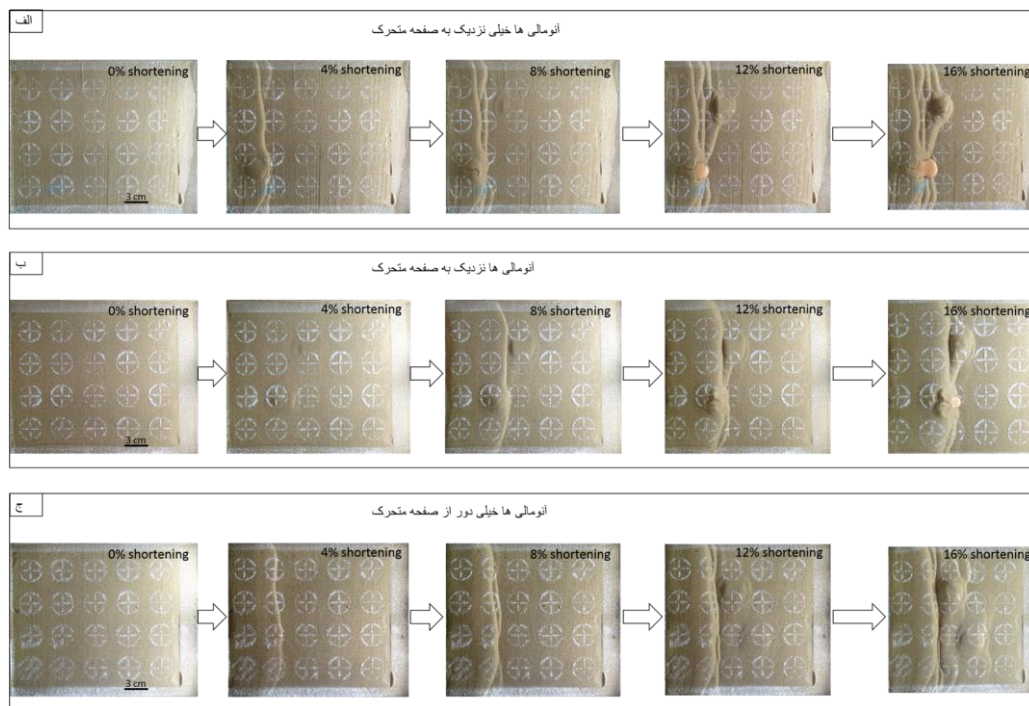 الف
آنومالی ها خیلی نزدیک به صفحه متحرک
0% shortening
4% shortening
8% shortening
12% shortening
16% shortening
3 cm
ب
آنومالی ها نزدیک به صفحه متحرک
0% shortening
4% shortening
8% shortening
12% shortening
16% shortening
3 cm
ج
آنومالی ها خیلی دور از صفحه متحرک
0% shortening
4% shortening
8% shortening
12% shortening
16% shortening
3 cm